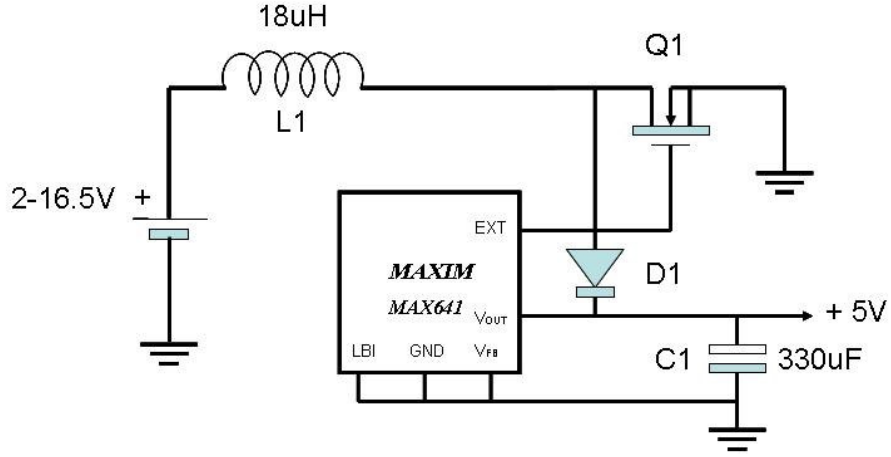 18uH
L1
Q1
2-16.5V +
EXT
MAXIM
MAX641
VOUT
LBI GND VFB
D1
+ 5V
C1 330uF